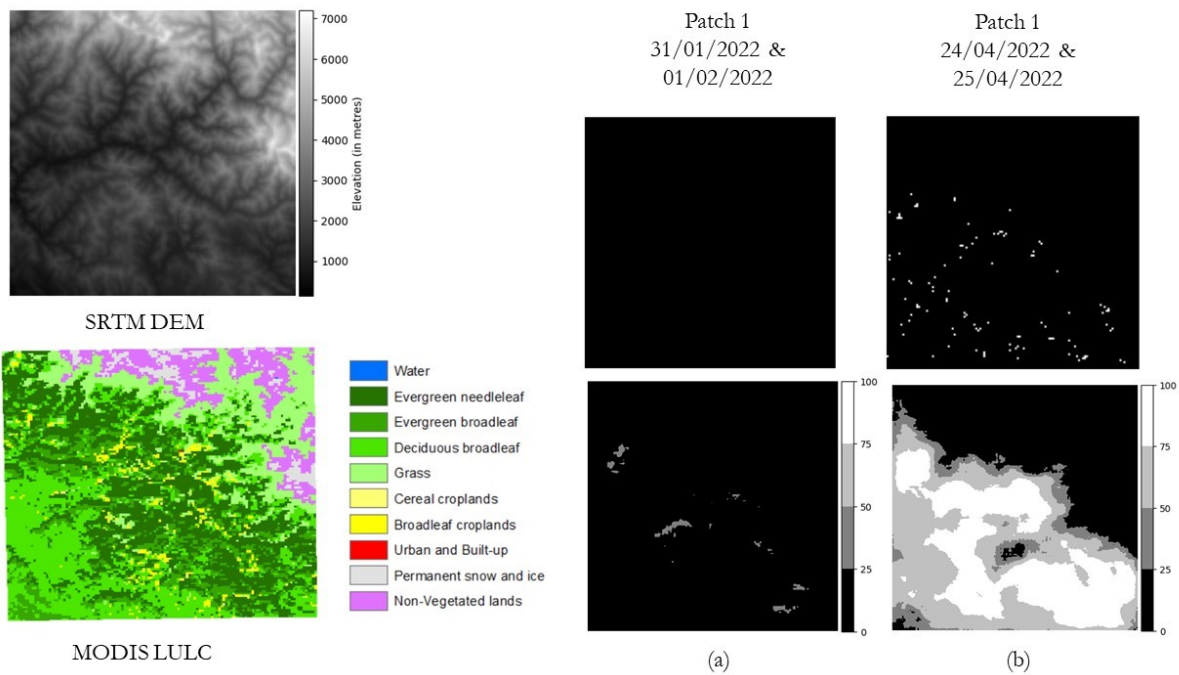 7000
6000
5000
4000
3000
2000
1000
Elevation (in metres)
SRTM DEM
Water
Evergreen needleleaf
Evergreen broadleaf
Deciduous broadleaf
Grass
Cereal croplands
Broadleaf croplands
Urban and Built-up
Permanent snow and ice
Non-Vegetated lands
MODIS LULC
Patch 1
31/01/2022 &
01/02/2022
Patch 1
24/04/2022 &
25/04/2022
100
75
50
25
0
100
75
50
25
0
(a)
(b)